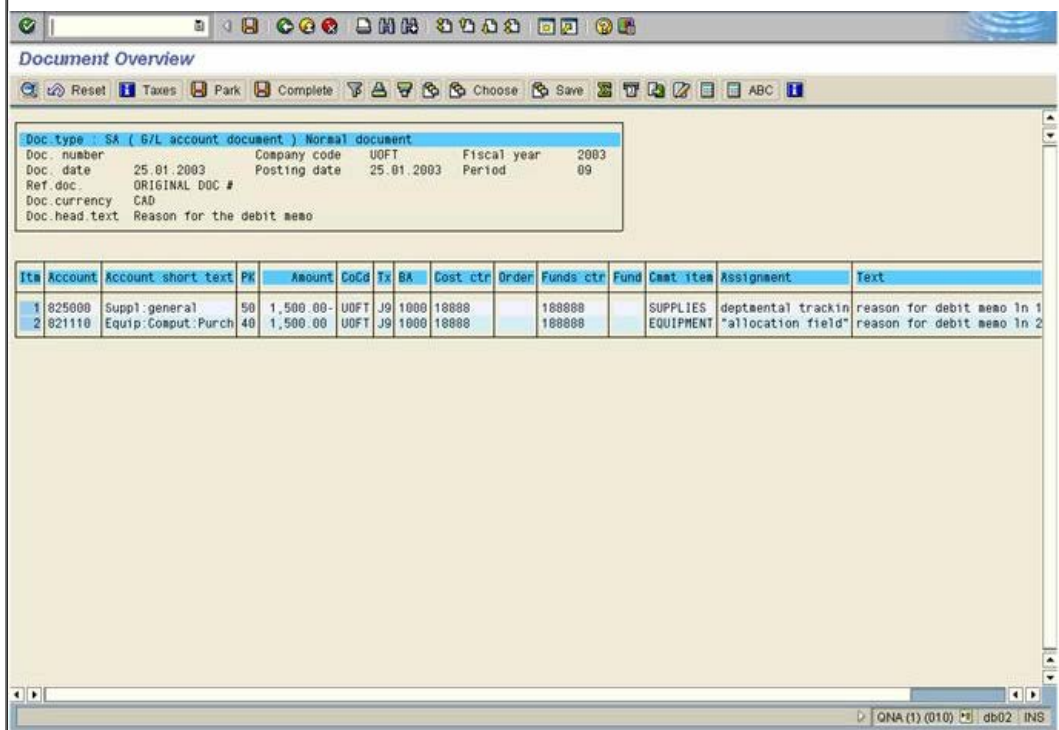 Document Overview
Reset Taxes Park Complete Choose Save ABC
Doc.type : SA ( G/L account document ) Normal document
Doc. number Company code UOFT Fiscal year 2003
Doc. date 25.01.2003 Posting date 25.01.2003 Period 09
Ref.doc. ORIGINAL DOC #
Doc.currency CAD
Doc.head.text Reason for the debit memo
Itm Account Account short text PK Amount CoCd Tx BA Cost ctr Order Funds ctr Fund Cmmt item Assignment Text
1 825000 Suppl:general 50 1,500.00- UOFT J9 1000 18888 188888 SUPPLIES deptmental trackin reason for debit memo ln 1
2 821110 Equip:Comput:Purch 40 1,500.00 UOFT J9 1000 18888 188888 EQUIPMENT "allocation field" reason for debit memo ln 2
QNA (1) (010) db02 INS